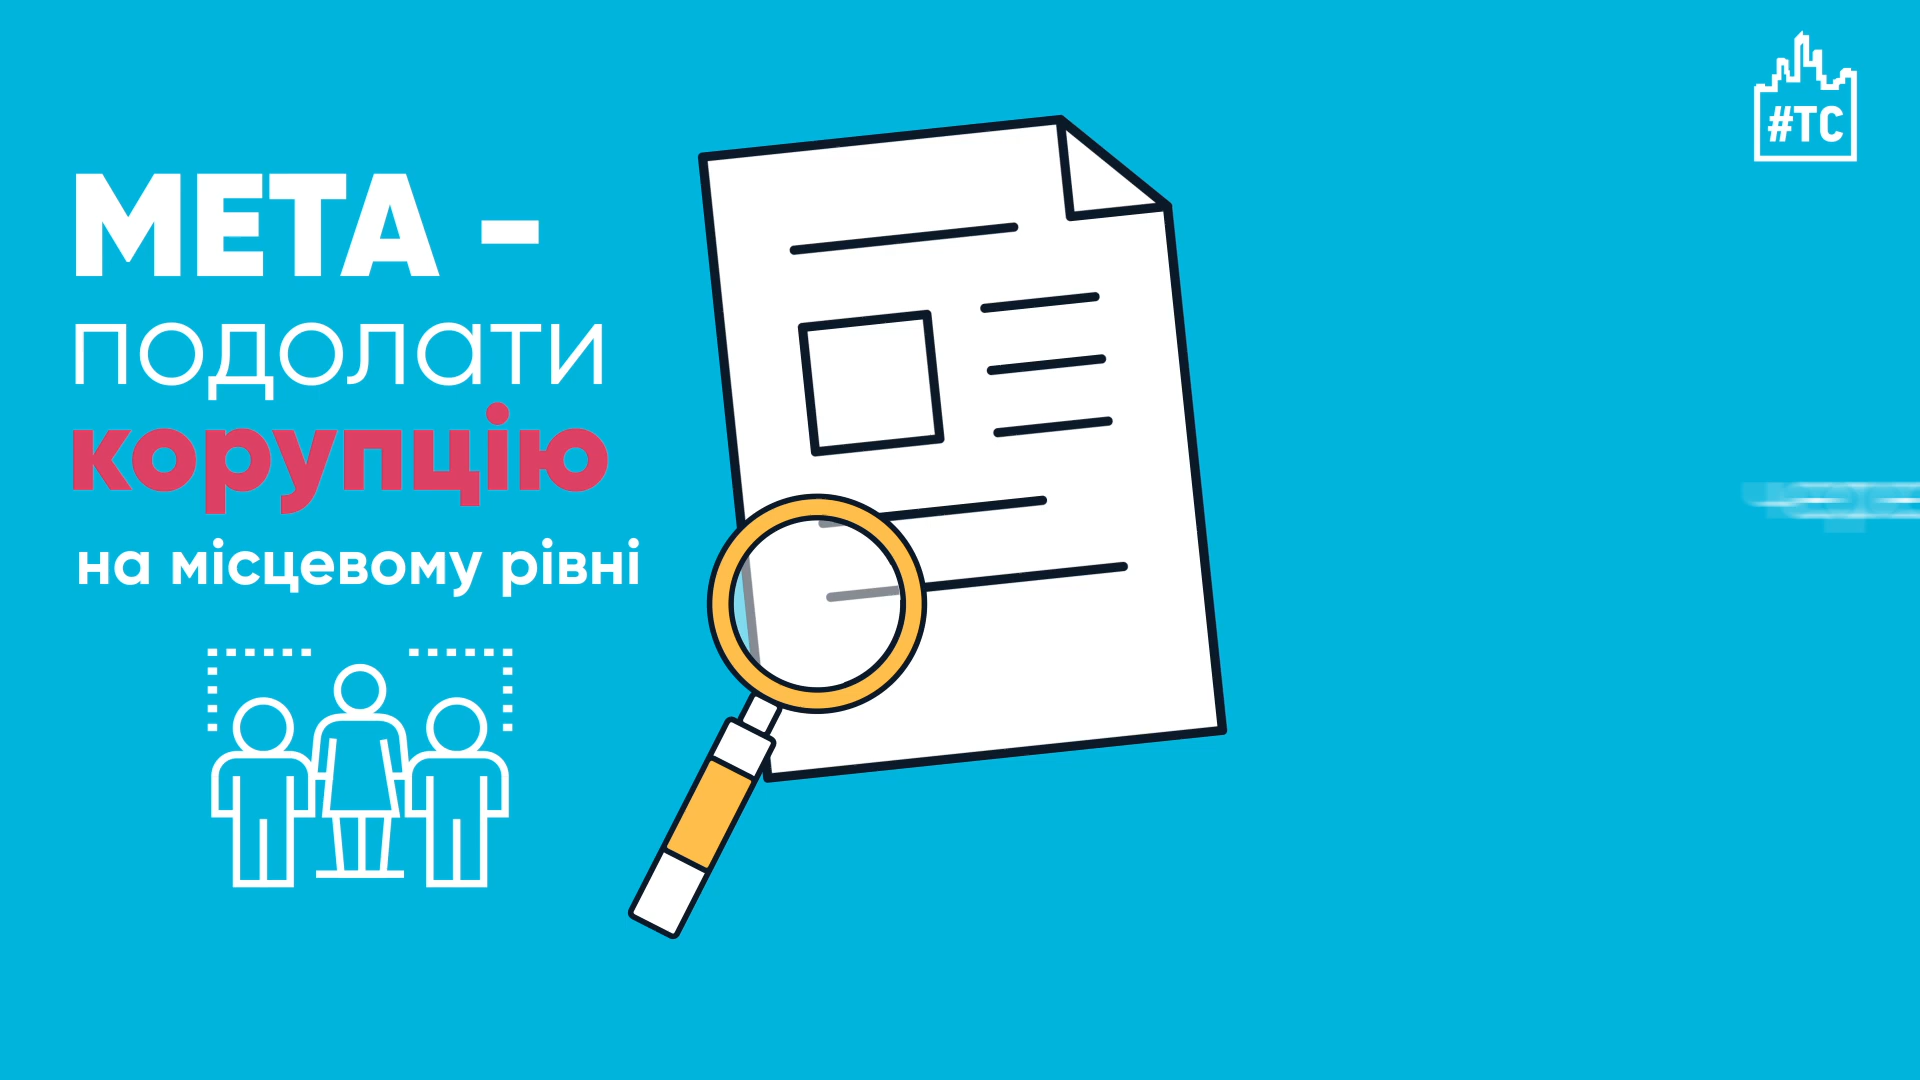 МЕТА -
подолати
корупцію
на місцевому рівні
#ТС